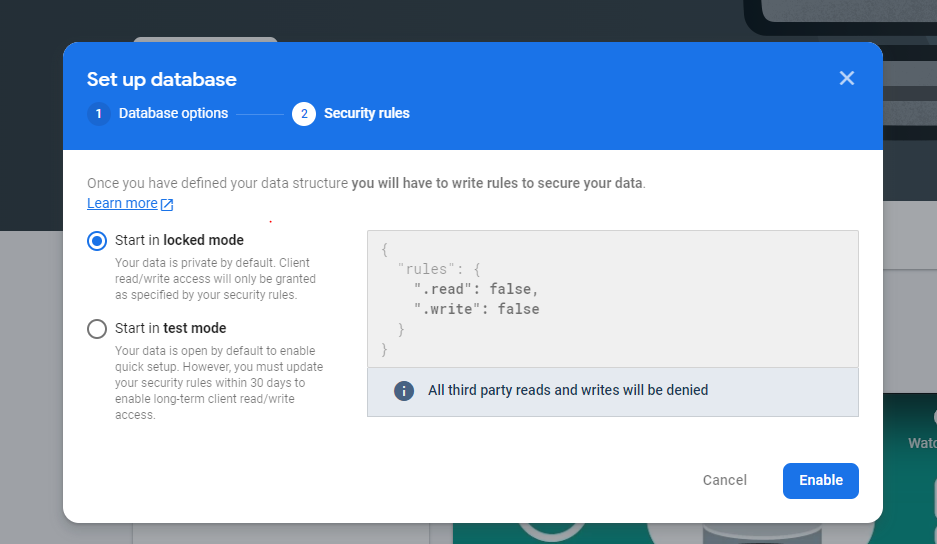 Set up database
1 Database options
2 Security rules
Once you have defined your data structure you will have to write rules to secure your data.
Learn more
Start in locked mode
Your data is private by default. Client
read/write access will only be granted
as specified by your security rules.
Start in test mode
Your data is open by default to enable
quick setup. However, you must update
your security rules within 30 days to
enable long-term client read/write
access.
{
"rules": {
".read": false,
".write": false
}
}
All third party reads and writes will be denied
Cancel
Enable